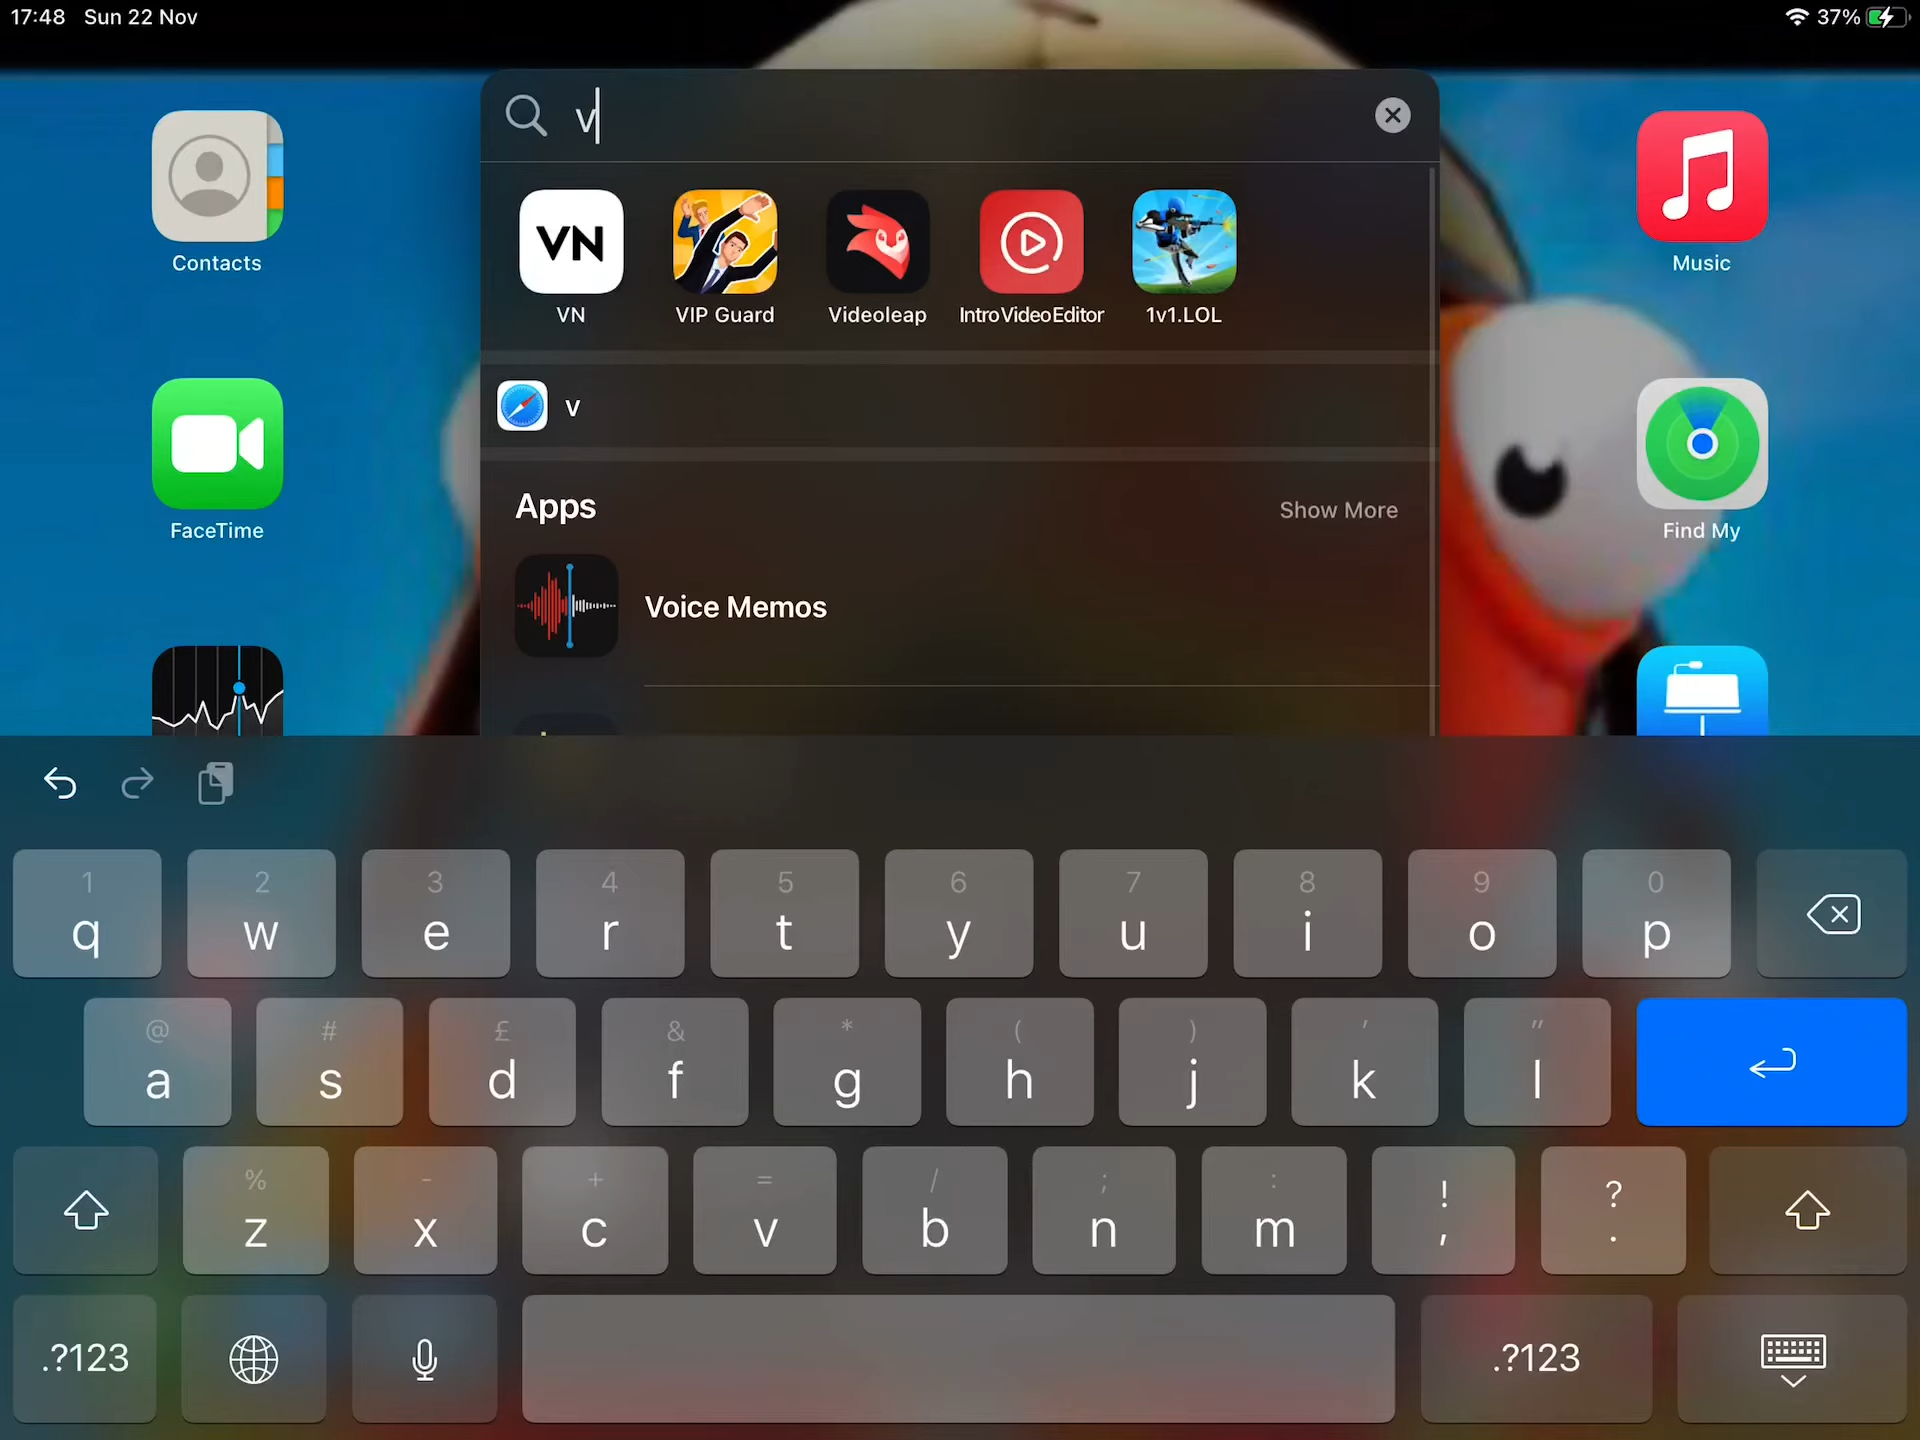 17:48 Sun 22 Nov
37%
v
Contacts
VN
VN
VIP Guard
Videoleap
IntroVideoEditor
1v1.LOL
Music
v
FaceTime
Apps
Show More
Find My
Voice Memos
1 2 3 4 5 6 7 8 9 0
q w e r t y u i o p
@ # £ & * ( ) ' "
a s d f g h j k l
% - + = / ; : ! ?
z x c v b n m , .
.?123
.?123